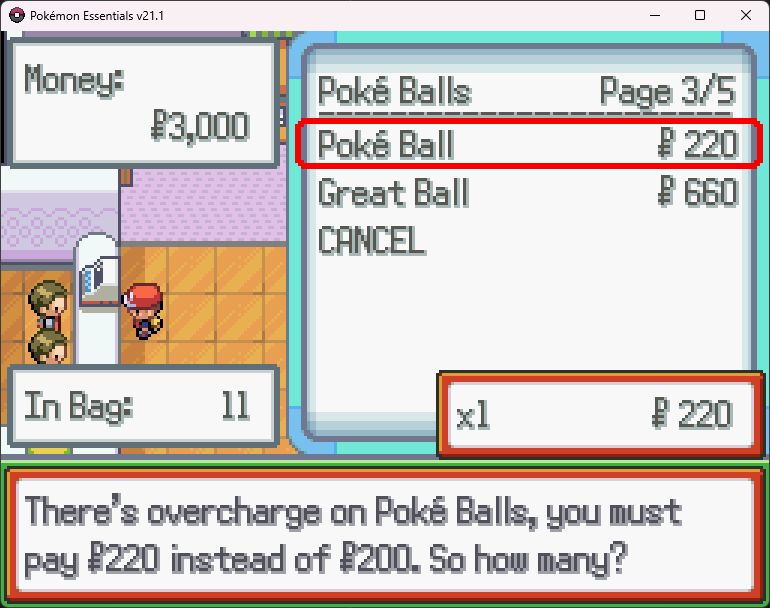 Pokémon Essentials v21.1
Money:
₽3,000
Poké Balls Page 3/5
Poké Ball ₽ 220
Great Ball ₽ 660
CANCEL
In Bag: 11
x1 ₽ 220
There's overcharge on Poké Balls, you must
pay ₽220 instead of ₽200. So how many?